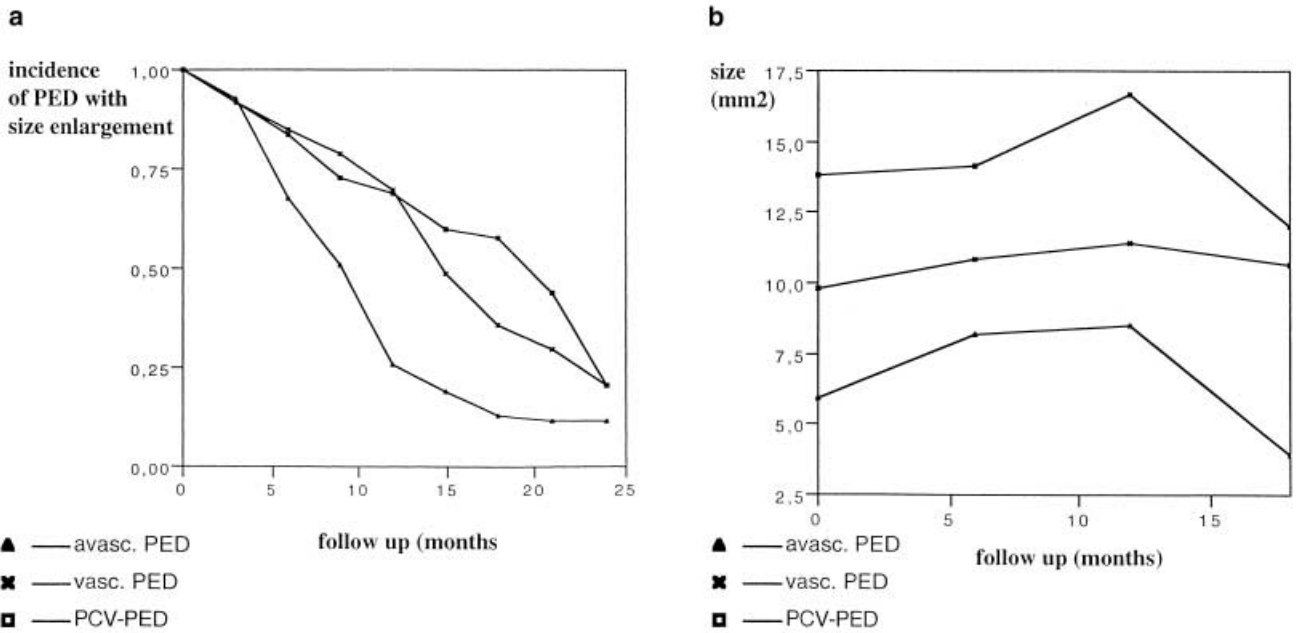 a
incidence
of PED with
size enlargement
1,00
0,75
0,50
0,25
0,00
0 5 10 15 20 25
follow up (months
avasc. PED
vasc. PED
PCV-PED
b
size
(mm2)
17,5
15,0
12,5
10,0
7,5
5,0
2.5
0 5 10 15
follow up (months)
avasc. PED
vasc. PED
PCV-PED